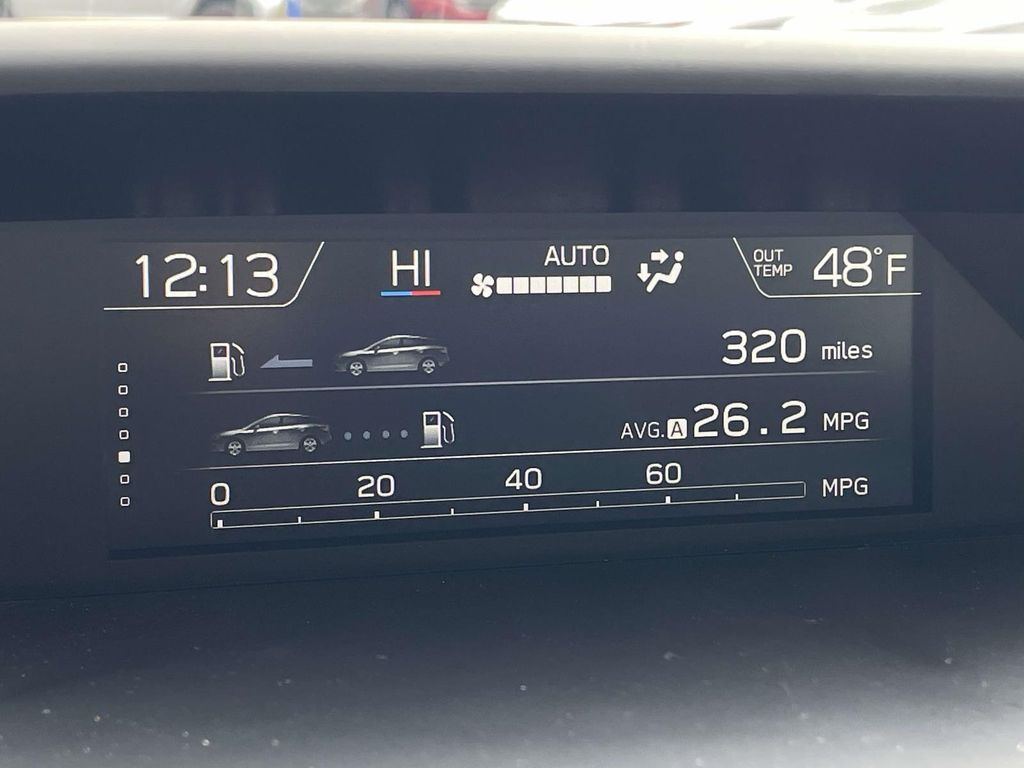 12:13 HI AUTO OUT TEMP 48°F
320 miles
AVG. A 26.2 MPG
0 20 40 60 MPG